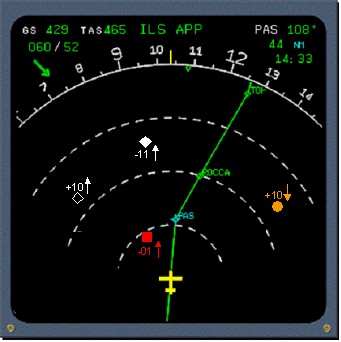 GS 429 TAS465 ILS APP PAS 108°
060/52 44 NM
14:33
7 8 9 10 11 12 13 14
TOP
-11
ROCCA
+10
+10
PAS
-01